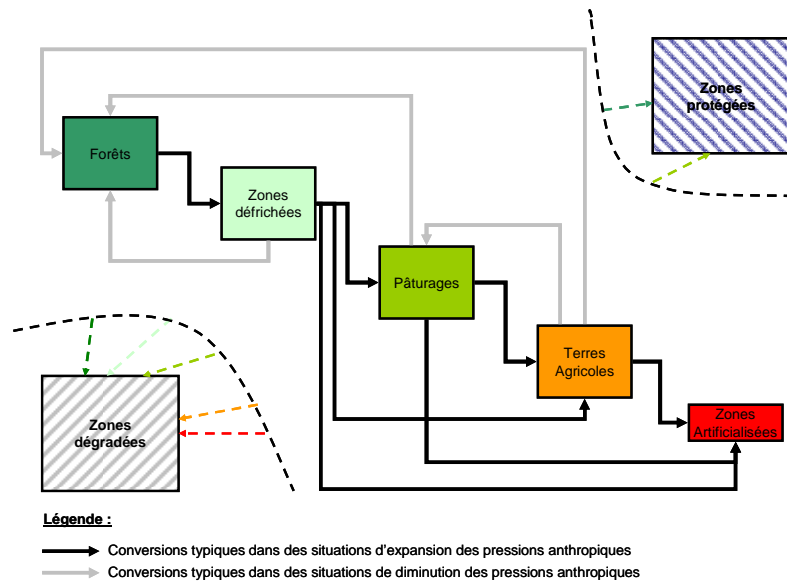 Zones
protégées
Forêts
Zones
défrichées
Pâturages
Terres
Agricoles
Zones
dégradées
Zones
Artificialisées
Légende :
Conversions typiques dans des situations d'expansion des pressions anthropiques
Conversions typiques dans des situations de diminution des pressions anthropiques